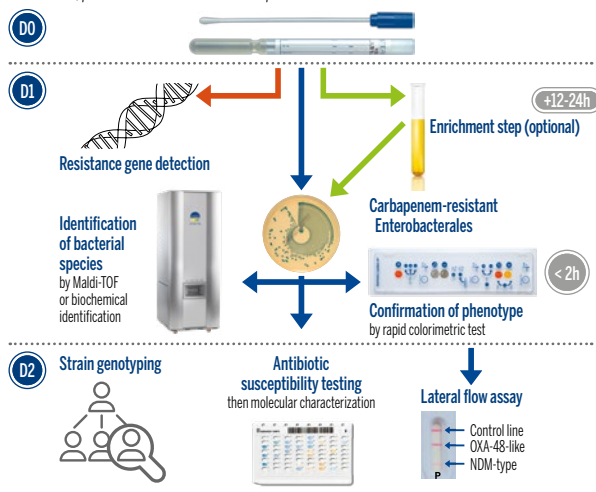 D0
D1
+12-24h
Enrichment step (optional)
Resistance gene detection
Carbapenem-resistant
Enterobacterales
Identification
of bacterial
species
by Maldi-TOF
or biochemical
identification
< 2h
Confirmation of phenotype
by rapid colorimetric test
D2
Strain genotyping
Antibiotic
susceptibility testing
then molecular characterization
Lateral flow assay
Control line
OXA-48-like
NDM-type
P